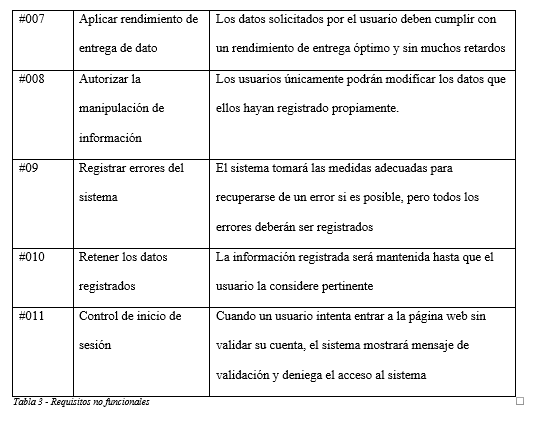 #007 Aplicar rendimiento de Los datos solicitados por el usuario deben cumplir con
entrega de dato un rendimiento de entrega óptimo y sin muchos retardos
#008 Autorizar la Los usuarios únicamente podrán modificar los datos que
manipulación de ellos hayan registrado propiamente.
información
#09 Registrar errores del El sistema tomará las medidas adecuadas para
sistema recuperarse de un error si es posible, pero todos los
errores deberán ser registrados
#010 Retener los datos La información registrada será mantenida hasta que el
registrados usuario la considere pertinente
#011 Control de inicio de Cuando un usuario intenta entrar a la página web sin
sesión validar su cuenta, el sistema mostrará mensaje de
validación y deniega el acceso al sistema
Tabla 3 - Requisitos no funcionales